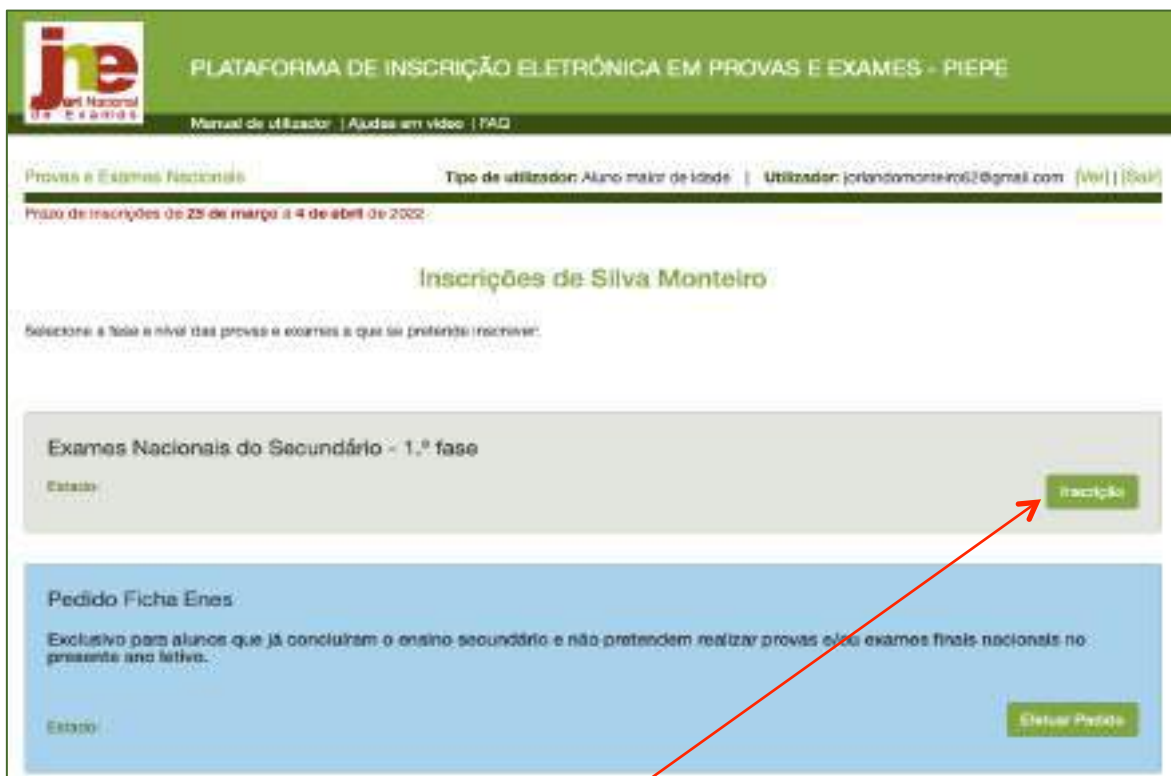 jne
Júri Nacional
de Exames
PLATAFORMA DE INSCRIÇÃO ELETRÓNICA EM PROVAS E EXAMES - PIEPE
Manual de utilizador | Ajudas em vídeo | FAQ
Provas e Exames Nacionais
Tipo de utilizador: Aluno maior de idade | Utilizador: jorlandomonteiro62@gmail.com [Ver] | [Sair]
Prazo de inscrições de 25 de março a 4 de abril de 2022
Inscrições de Silva Monteiro
Selecione a fase e nível das provas e exames a que se pretende inscrever:
Exames Nacionais do Secundário - 1.ª fase
Estado:
Inscrição
Pedido Ficha Enes
Exclusivo para alunos que já concluíram o ensino secundário e não pretendem realizar provas e/ou exames finais nacionais no
presente ano letivo.
Estado:
Efetuar Pedido